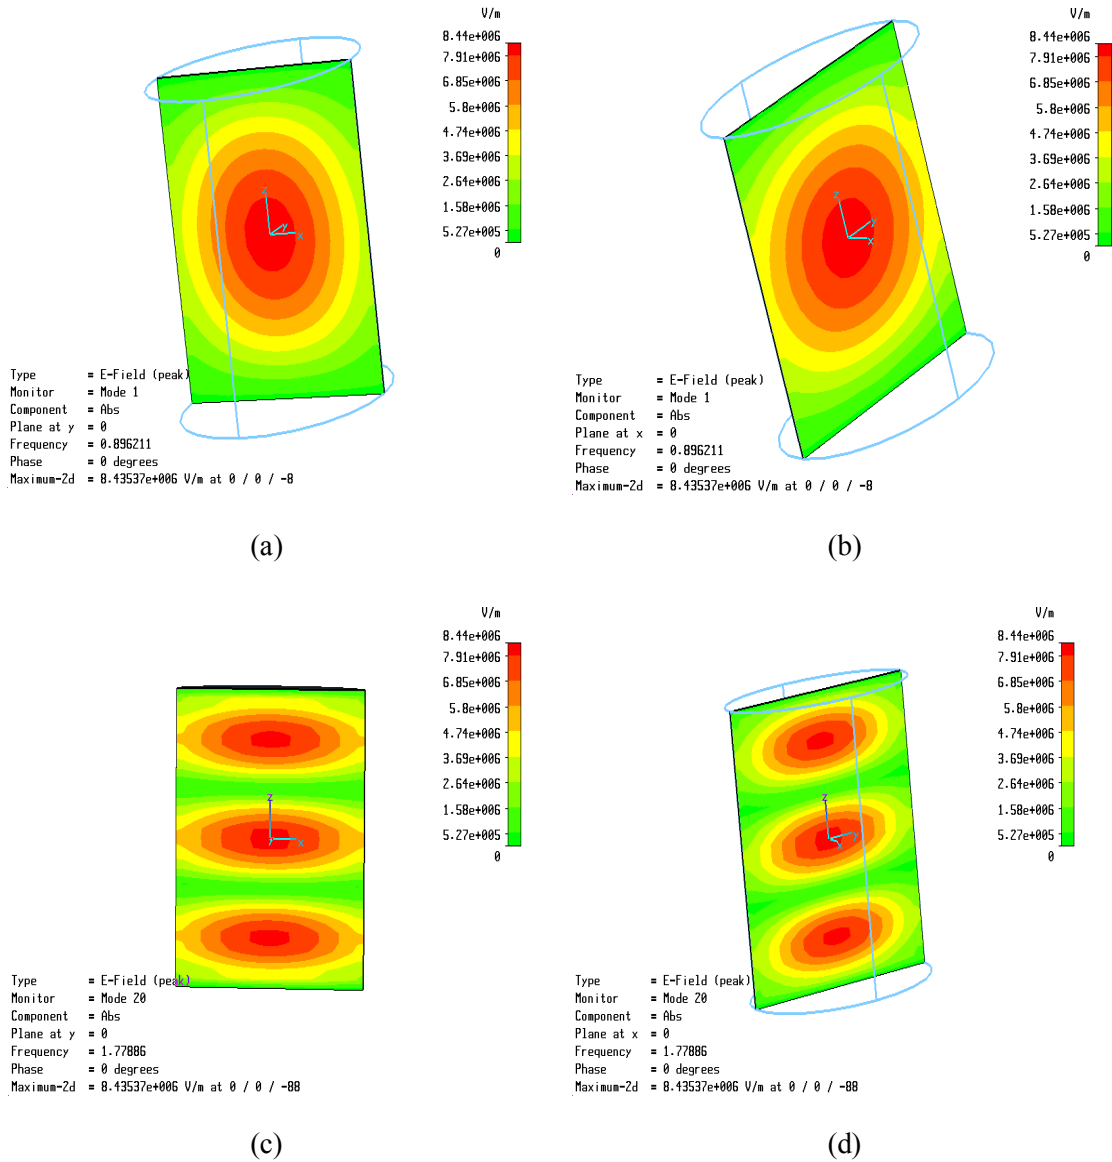 V/m
8.44e+006
7.91e+006
6.85e+006
5.8e+006
4.74e+006
3.69e+006
2.64e+006
1.58e+006
5.27e+005
0
z
y
x
Type = E-Field (peak)
Monitor = Mode 1
Component = Abs
Plane at y = 0
Frequency = 0.896211
Phase = 0 degrees
Maximum-2d = 8.43537e+006 V/m at 0 / 0 / -8
(a)
V/m
8.44e+006
7.91e+006
6.85e+006
5.8e+006
4.74e+006
3.69e+006
2.64e+006
1.58e+006
5.27e+005
0
z
y
x
Type = E-Field (peak)
Monitor = Mode 1
Component = Abs
Plane at x = 0
Frequency = 0.896211
Phase = 0 degrees
Maximum-2d = 8.43537e+006 V/m at 0 / 0 / -8
(b)
V/m
8.44e+006
7.91e+006
6.85e+006
5.8e+006
4.74e+006
3.69e+006
2.64e+006
1.58e+006
5.27e+005
0
z
y
x
Type = E-Field (peak)
Monitor = Mode 20
Component = Abs
Plane at y = 0
Frequency = 1.77886
Phase = 0 degrees
Maximum-2d = 8.43537e+006 V/m at 0 / 0 / -88
(c)
V/m
8.44e+006
7.91e+006
6.85e+006
5.8e+006
4.74e+006
3.69e+006
2.64e+006
1.58e+006
5.27e+005
0
z
y
x
Type = E-Field (peak)
Monitor = Mode 20
Component = Abs
Plane at x = 0
Frequency = 1.77886
Phase = 0 degrees
Maximum-2d = 8.43537e+006 V/m at 0 / 0 / -88
(d)